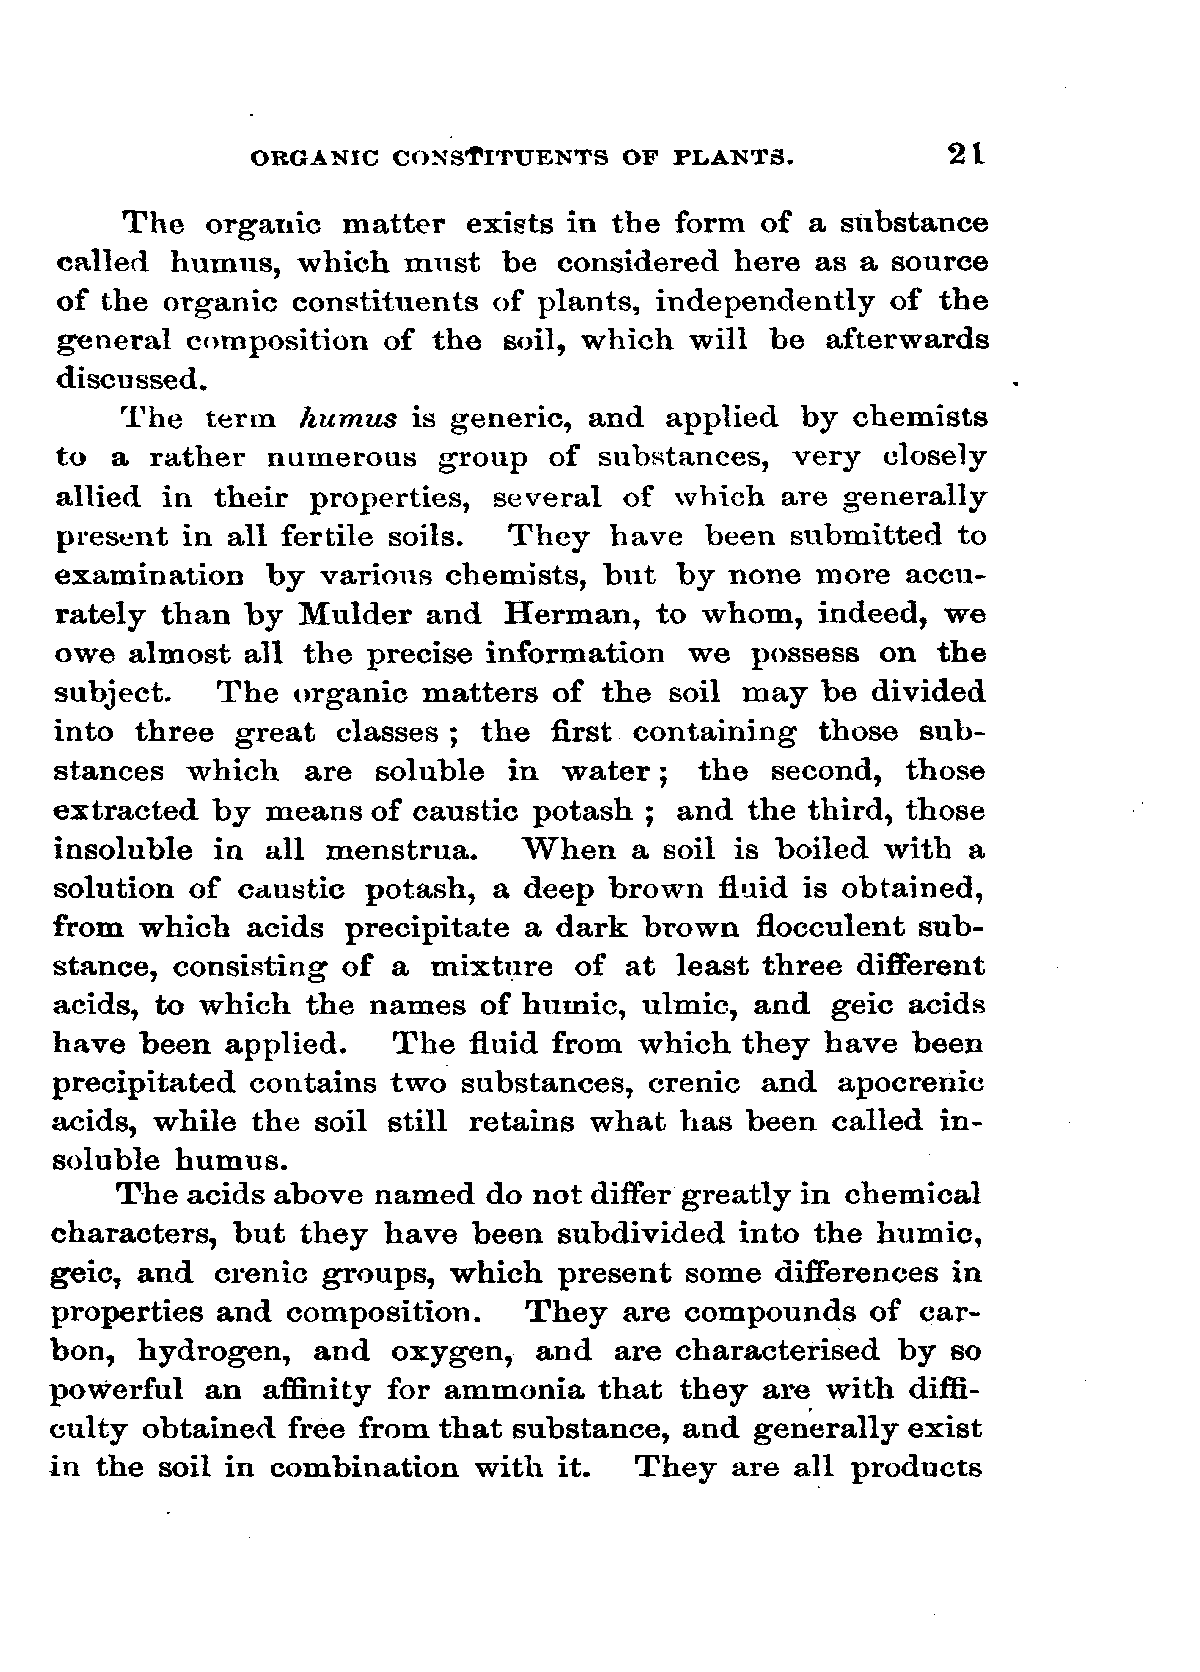 ORGANIC CONSTITUENTS OF PLANTS. 21
The organic matter exists in the form of a substance
called humus, which must be considered here as a source
of the organic constituents of plants, independently of the
general composition of the soil, which will be afterwards
discussed.
The term humus is generic, and applied by chemists
to a rather numerous group of substances, very closely
allied in their properties, several of which are generally
present in all fertile soils. They have been submitted to
examination by various chemists, but by none more accu-
rately than by Mulder and Herman, to whom, indeed, we
owe almost all the precise information we possess on the
subject. The organic matters of the soil may be divided
into three great classes ; the first containing those sub-
stances which are soluble in water ; the second, those
extracted by means of caustic potash ; and the third, those
insoluble in all menstrua. When a soil is boiled with a
solution of caustic potash, a deep brown fluid is obtained,
from which acids precipitate a dark brown flocculent sub-
stance, consisting of a mixture of at least three different
acids, to which the names of humic, ulmic, and geic acids
have been applied. The fluid from which they have been
precipitated contains two substances, crenic and apocrenic
acids, while the soil still retains what has been called in-
soluble humus.
The acids above named do not differ greatly in chemical
characters, but they have been subdivided into the humic,
geic, and crenic groups, which present some differences in
properties and composition. They are compounds of car-
bon, hydrogen, and oxygen, and are characterised by so
powerful an affinity for ammonia that they are with diffi-
culty obtained free from that substance, and generally exist
in the soil in combination with it. They are all products